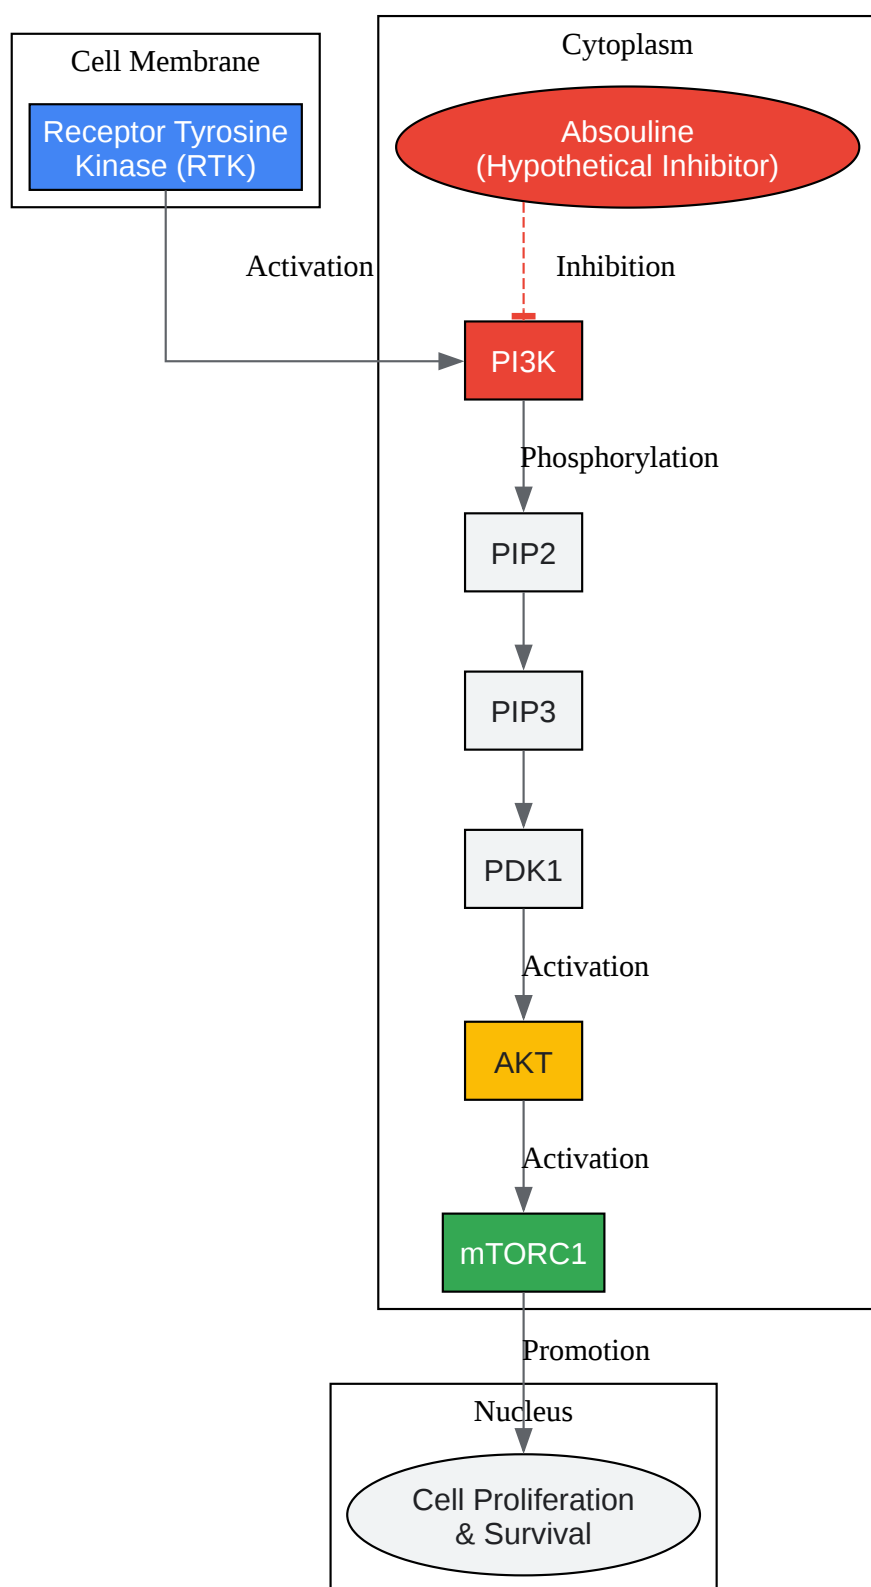 Cell Membrane
Receptor Tyrosine
Kinase (RTK)
Cytoplasm
Absouline
(Hypothetical Inhibitor)
Activation
Inhibition
PI3K
Phosphorylation
PIP2
PIP3
PDK1
Activation
AKT
Activation
mTORC1
Promotion
Nucleus
Cell Proliferation
& Survival